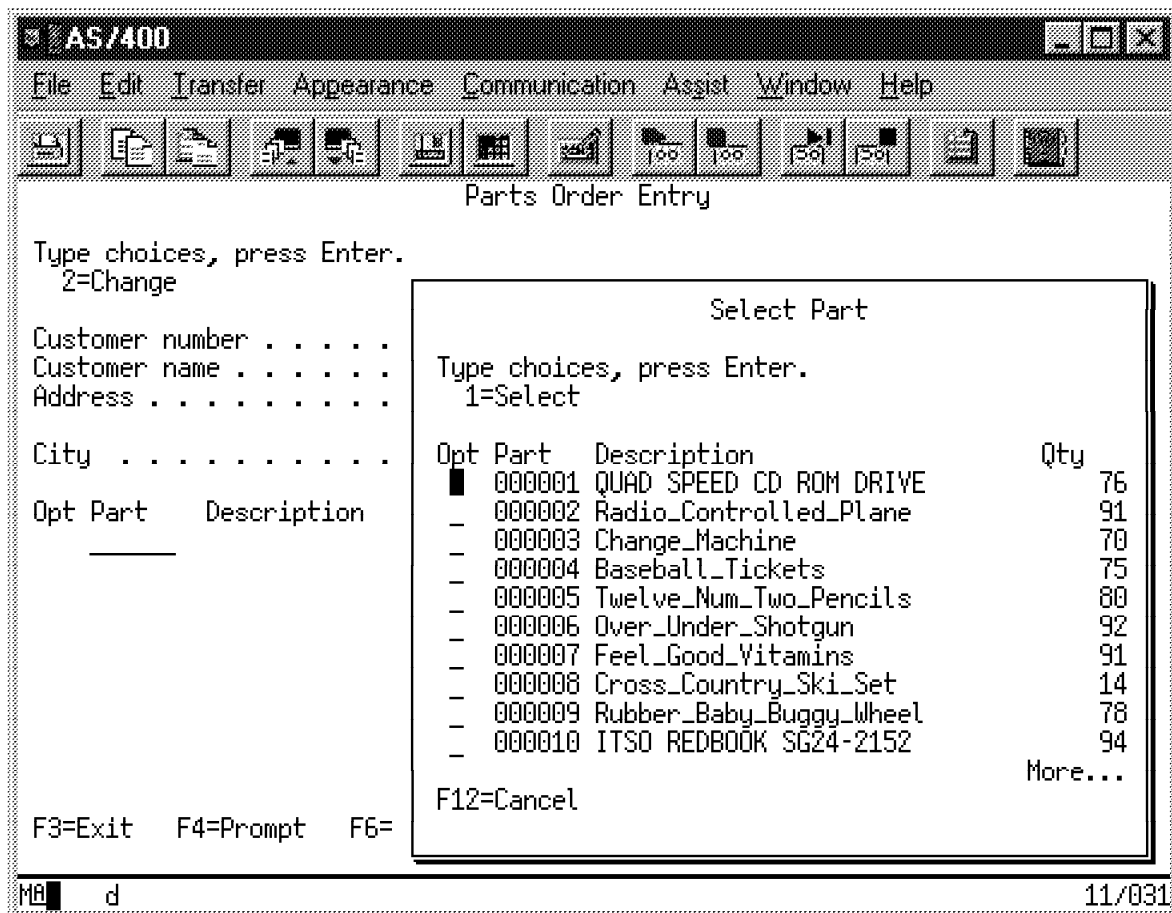 AS/400
File Edit Transfer Appearance Communication Assist Window Help
Parts Order Entry
Type choices, press Enter.
2=Change
Customer number . . . . .
Customer name . . . . . .
Address . . . . . . . . .
City . . . . . . . . . .
Opt Part Description
F3=Exit F4=Prompt F6=
Select Part
Type choices, press Enter.
1=Select
Opt Part Description Qty
000001 QUAD SPEED CD ROM DRIVE 76
_ 000002 Radio_Controlled_Plane 91
_ 000003 Change_Machine 70
_ 000004 Baseball_Tickets 75
_ 000005 Twelve_Num_Two_Pencils 80
_ 000006 Over_Under_Shotgun 92
_ 000007 Feel_Good_Vitamins 91
_ 000008 Cross_Country_Ski_Set 14
_ 000009 Rubber_Baby_Buggy_Wheel 78
_ 000010 ITSO REDBOOK SG24-2152 94
More...
F12=Cancel
MA d 11/031